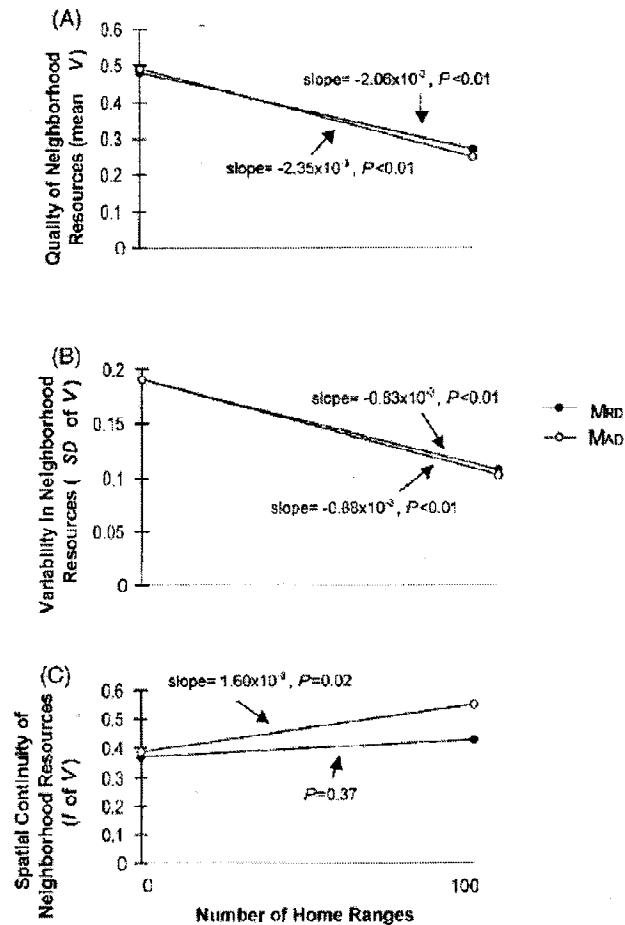 (A)
Quality of Neighborhood
Resources (mean V)
0.6
0.5
0.4
0.3
0.2
0.1
0
slope= -2.06x10⁻³, P<0.01
slope= -2.35x10⁻³, P<0.01
(B)
Variability in Neighborhood
Resources ( SD of V)
0.2
0.15
0.1
0.05
0
slope= -0.83x10⁻³, P<0.01
slope= -0.88x10⁻³, P<0.01
MRD
MAD
(C)
Spatial Continuity of
Neighborhood Resources
(I of V)
0.6
0.5
0.4
0.3
0.2
0.1
0
slope= 1.60x10⁻³, P=0.02
P=0.37
0
100
Number of Home Ranges